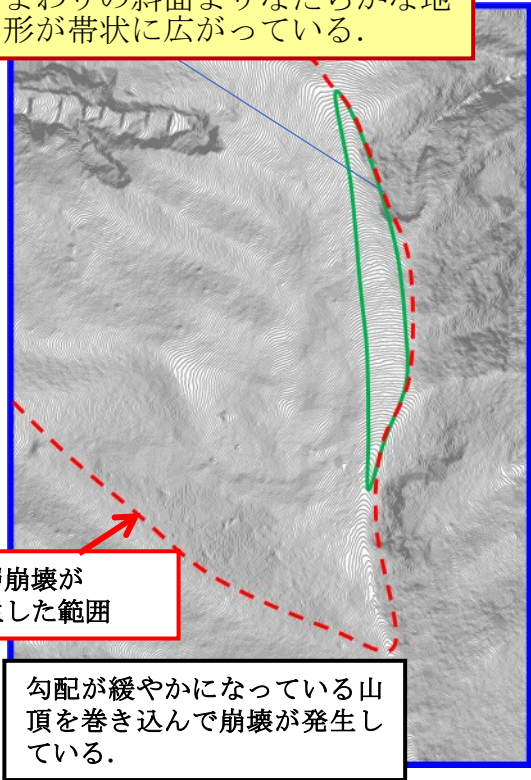 まわりの斜面よりなだらかな地
形が帯状に広がっている.
崩壊が
した範囲
勾配が緩やかになっている山
頂を巻き込んで崩壊が発生し
ている.